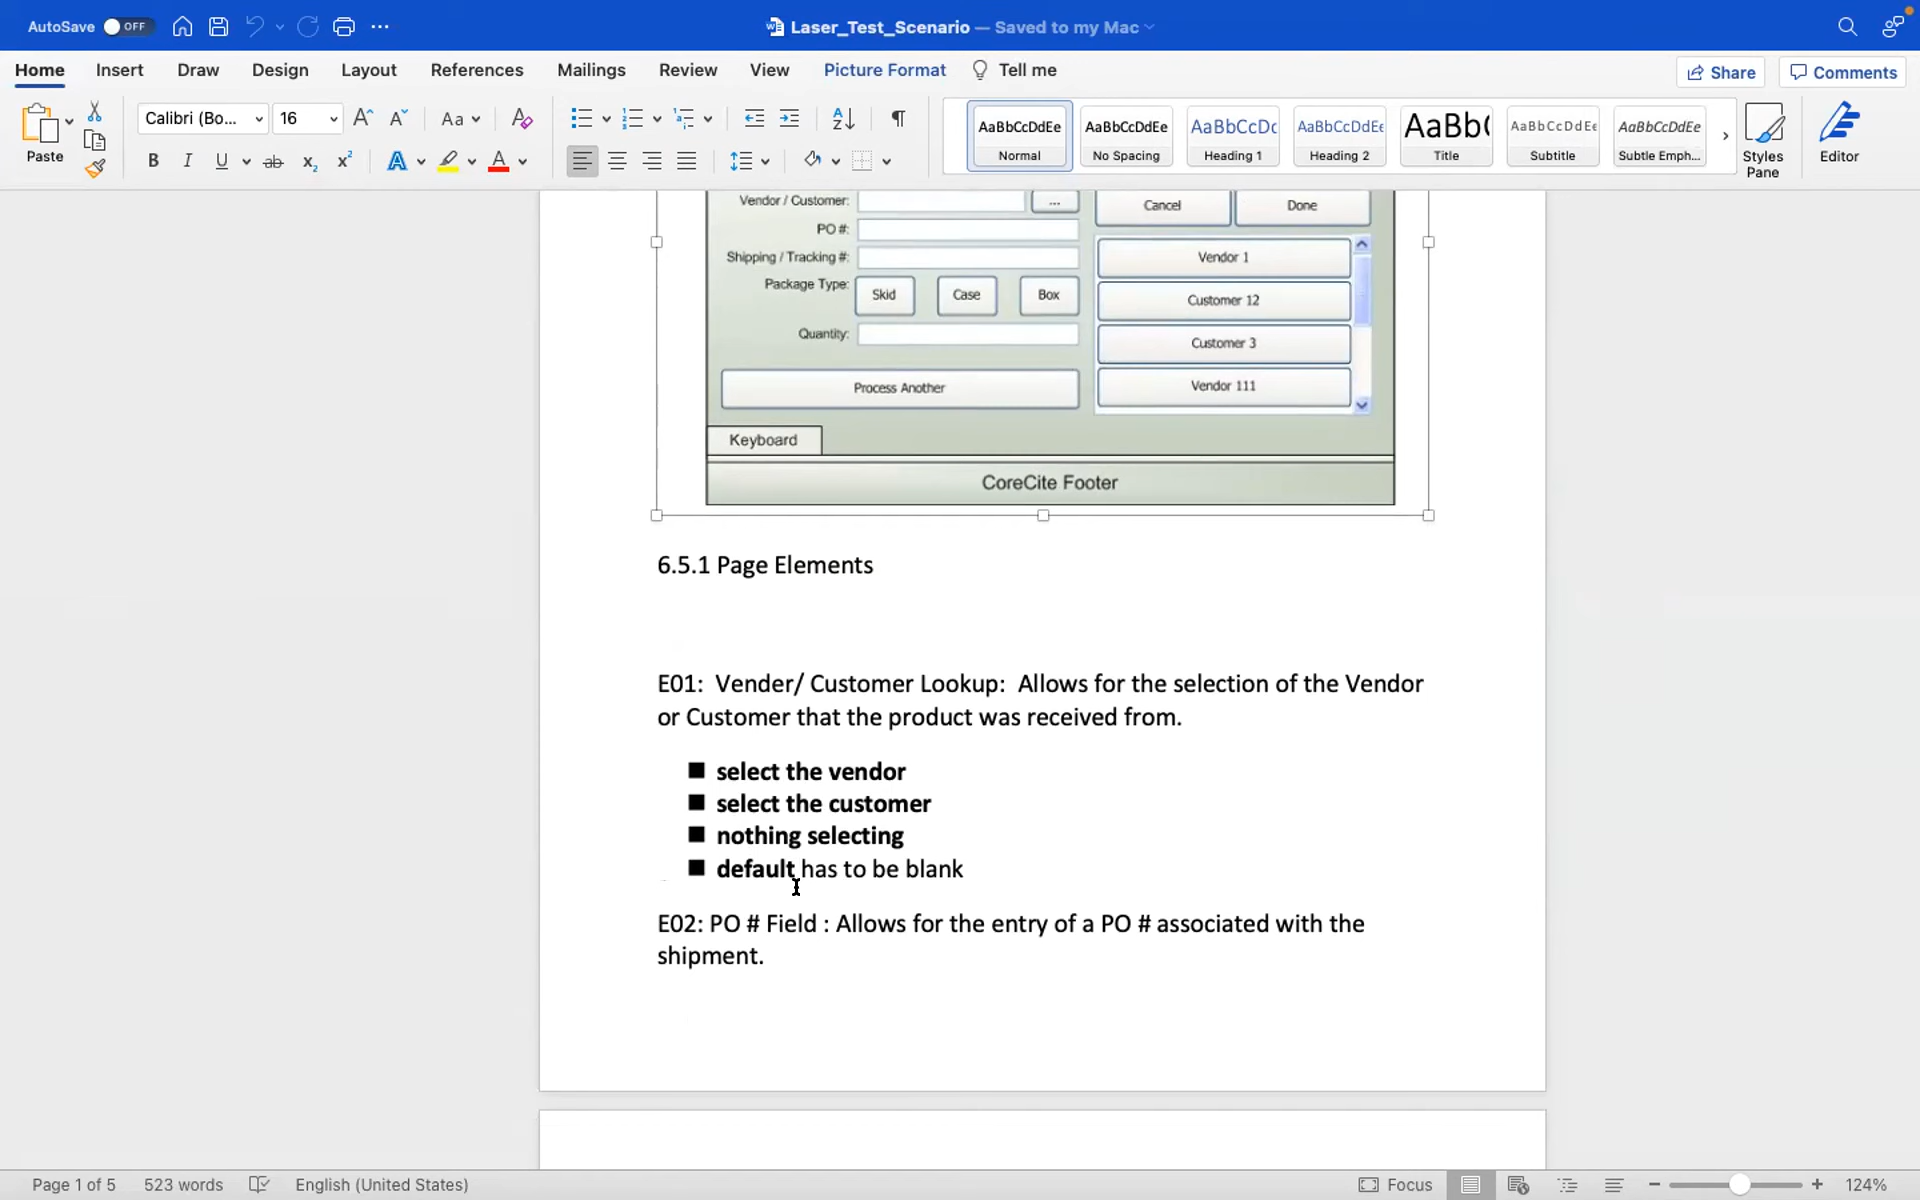 AutoSave OFF
Laser_Test_Scenario — Saved to my Mac
Home Insert Draw Design Layout References Mailings Review View Picture Format Tell me
Share Comments
Paste
Calibri (Bo... 16
AaBbCcDdEe AaBbCcDdEe AaBbCcDc AaBbCcDdEe AaBb( AaBbCcDdEe AaBbCcDdEe
Normal No Spacing Heading 1 Heading 2 Title Subtitle Subtle Emph...
Styles Pane
Editor
Vendor / Customer: ...
Cancel Done
PO #:
Shipping / Tracking #:
Package Type: Skid Case Box
Quantity:
Process Another
Vendor 1
Customer 12
Customer 3
Vendor 111
Keyboard
CoreCite Footer
6.5.1 Page Elements
E01: Vender/ Customer Lookup: Allows for the selection of the Vendor
or Customer that the product was received from.
■ select the vendor
■ select the customer
■ nothing selecting
■ default has to be blank
E02: PO # Field : Allows for the entry of a PO # associated with the
shipment.
Page 1 of 5 523 words English (United States) Focus 124%